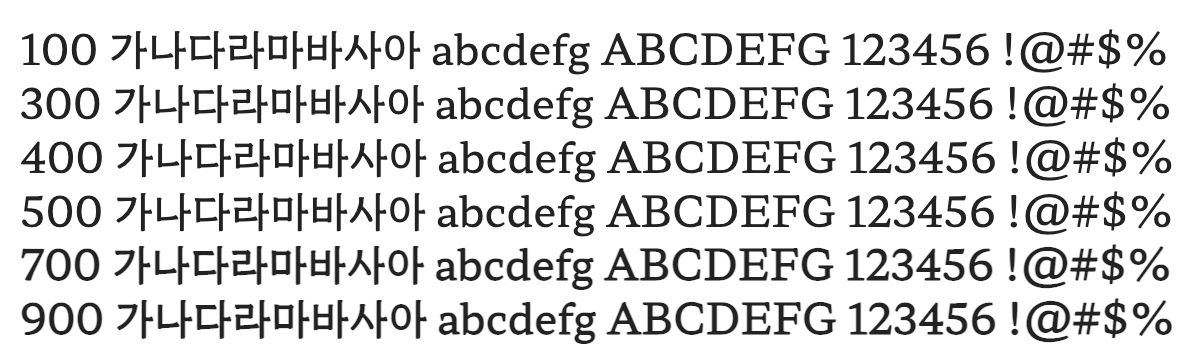 100 가나다라마바사아 abcdefg ABCDEFG 123456 !@#$%
300 가나다라마바사아 abcdefg ABCDEFG 123456 !@#$%
400 가나다라마바사아 abcdefg ABCDEFG 123456 !@#$%
500 가나다라마바사아 abcdefg ABCDEFG 123456 !@#$%
700 가나다라마바사아 abcdefg ABCDEFG 123456 !@#$%
900 가나다라마바사아 abcdefg ABCDEFG 123456 !@#$%